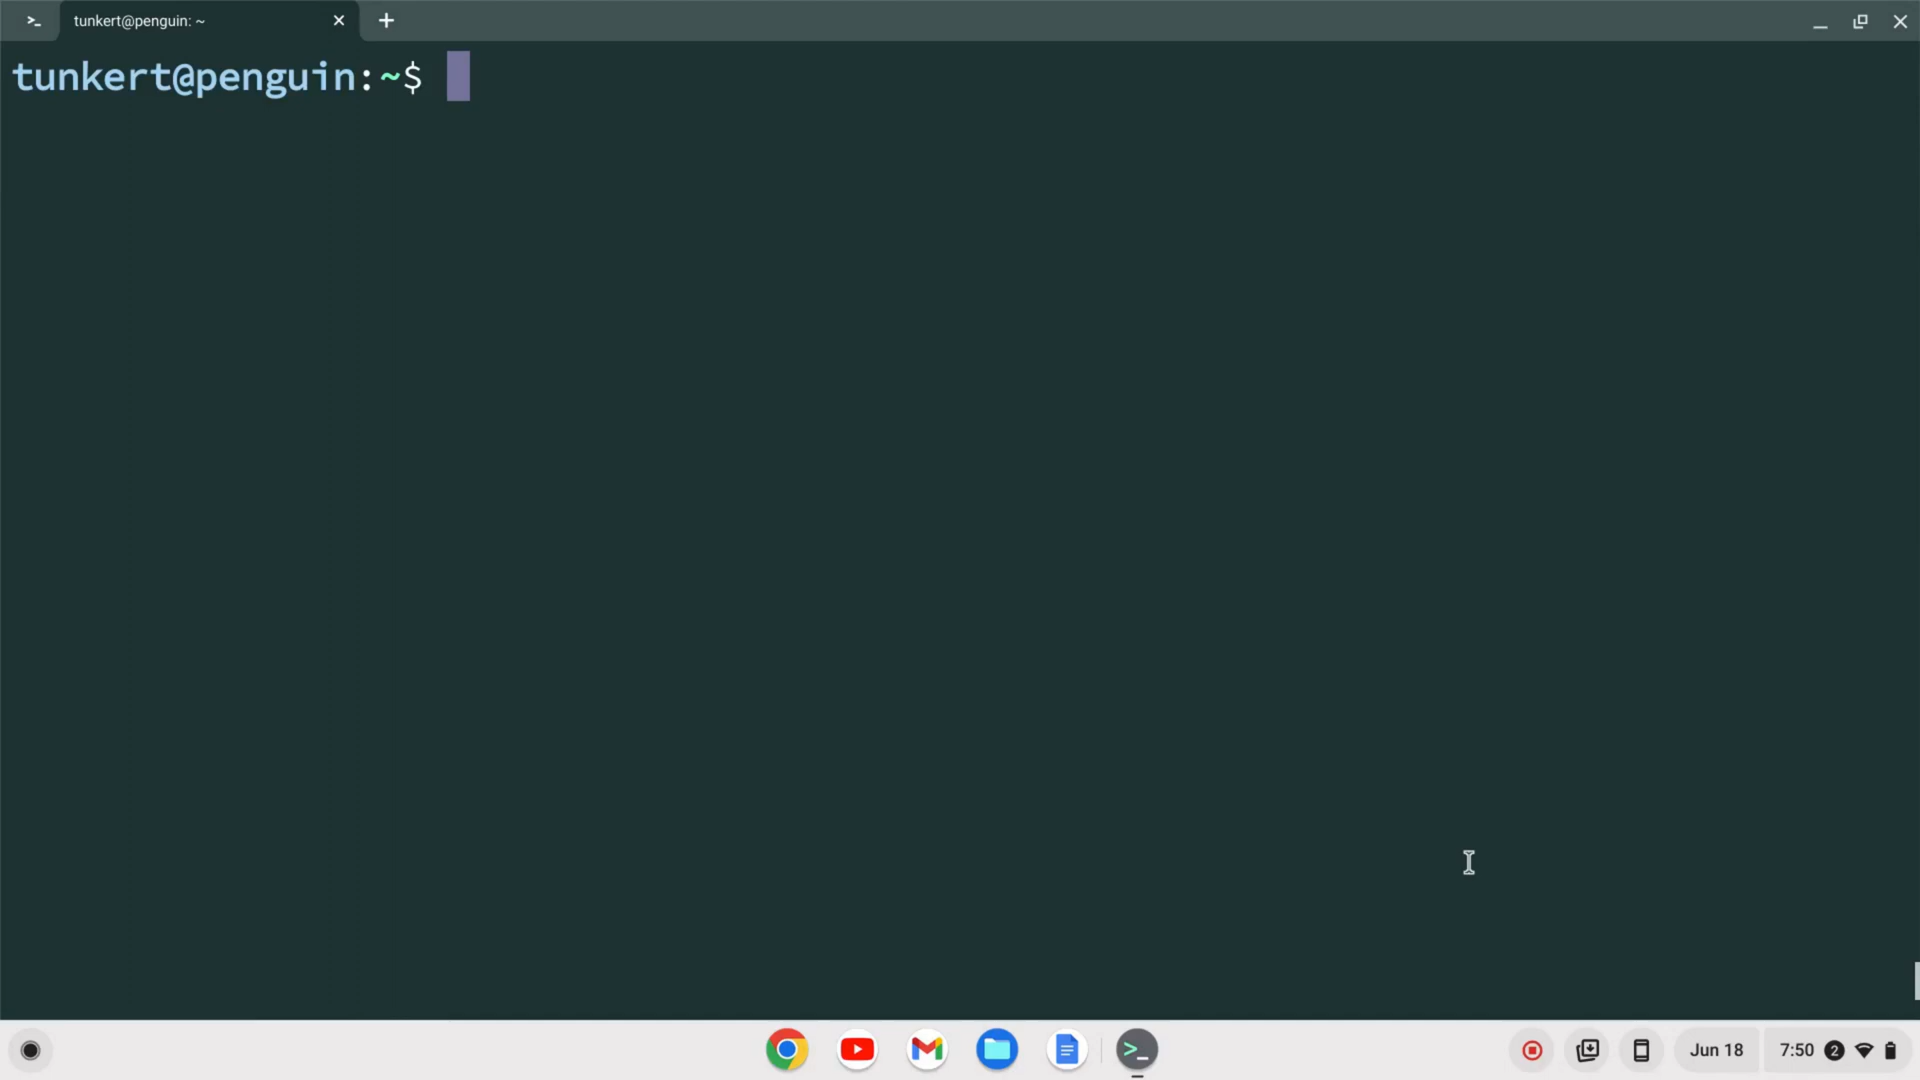 >_ tunkert@penguin: ~
tunkert@penguin:~$
>_ Jun 18 7:50 2